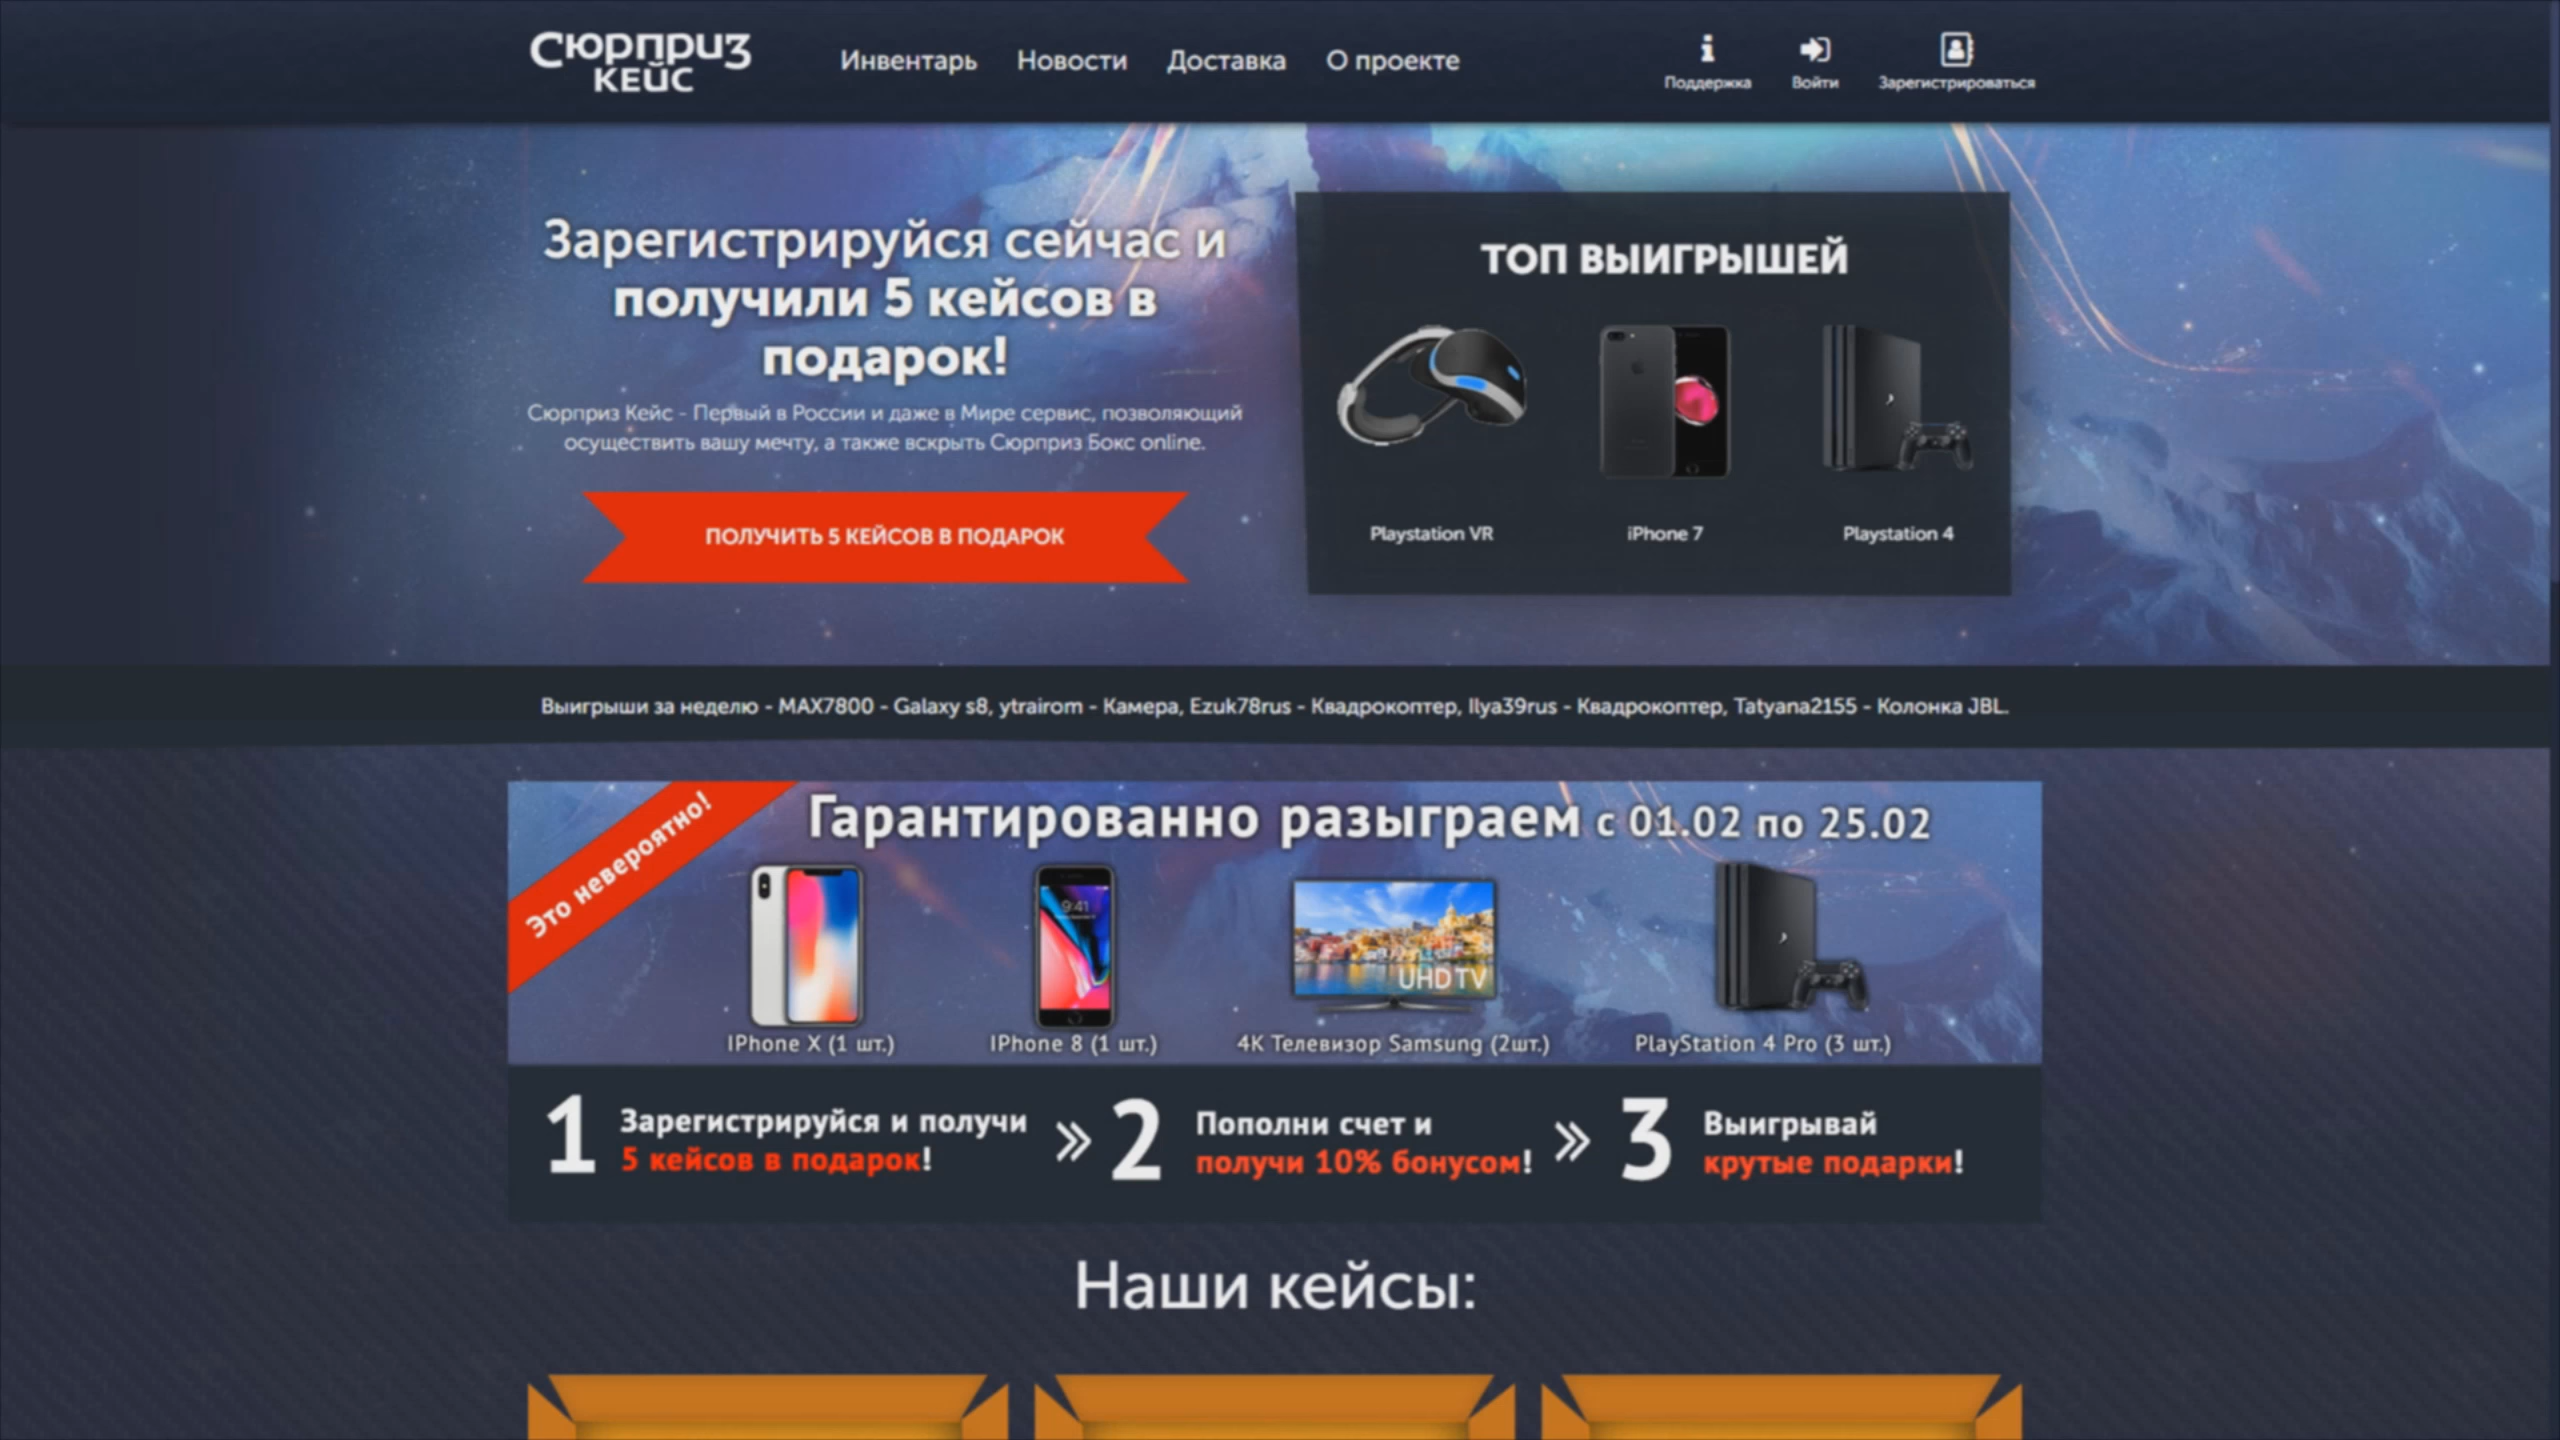 Сюрприз
кейс
Инвентарь Новости Доставка О проекте
Поддержка Войти Зарегистрироваться
Зарегистрируйся сейчас и
получили 5 кейсов в
подарок!
Сюрприз Кейс - Первый в России и даже в Мире сервис, позволяющий
осуществить вашу мечту, а также вскрыть Сюрприз Бокс online.
ПОЛУЧИТЬ 5 КЕЙСОВ В ПОДАРОК
ТОП ВЫИГРЫШЕЙ
Playstation VR iPhone 7 Playstation 4
Выигрыши за неделю - MAX7800 - Galaxy s8, ytrairom - Камера, Ezuk78rus - Квадрокоптер, Ilya39rus - Квадрокоптер, Tatyana2155 - Колонка JBL.
Это невероятно!
Гарантированно разыграем с 01.02 по 25.02
9:41
UHD TV
IPhone X (1 шт.) IPhone 8 (1 шт.) 4K Телевизор Samsung (2шт.) PlayStation 4 Pro (3 шт.)
1 Зарегистрируйся и получи
5 кейсов в подарок!
» 2 Пополни счет и
получи 10% бонусом!
» 3 Выигрывай
крутые подарки!
Наши кейсы: